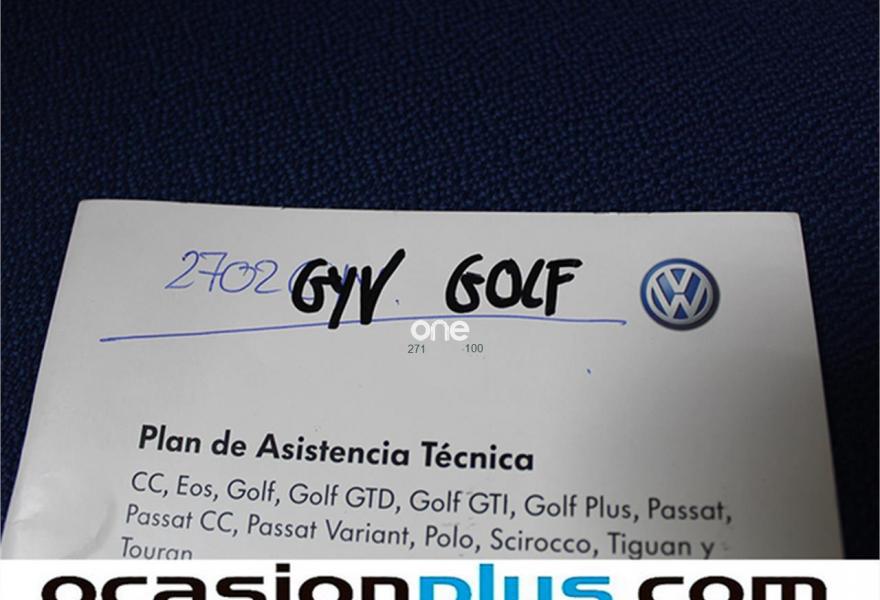 2702 GYV GOLF
one
271 -100
Plan de Asistencia Técnica
CC, Eos, Golf, Golf GTD, Golf GTI, Golf Plus, Passat,
Passat CC, Passat Variant, Polo, Scirocco, Tiguan y
Touran
ocasionplus.com